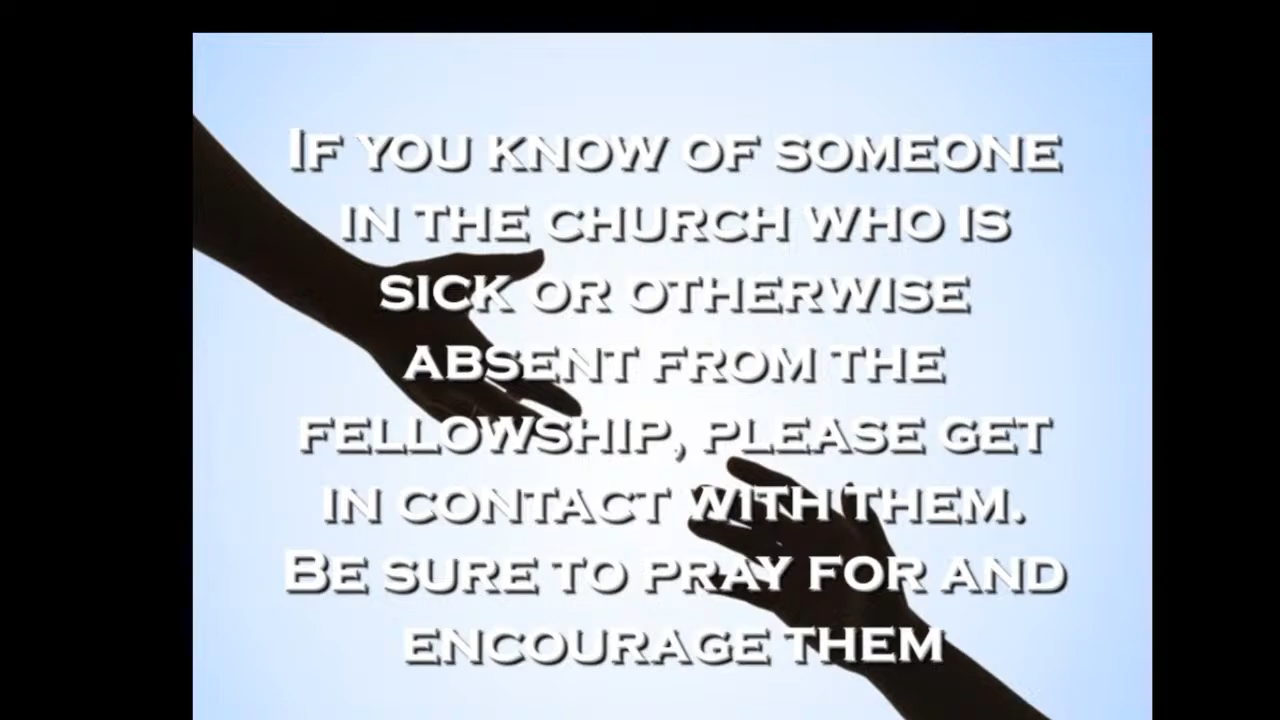 If you know of someone
in the church who is
sick or otherwise
absent from the
fellowship, please get
in contact with them.
Be sure to pray for and
encourage them